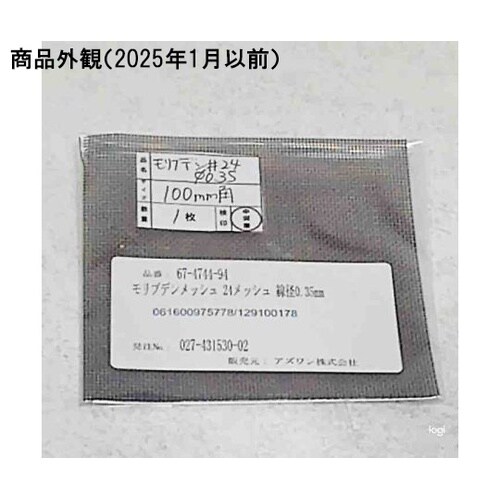 商品外観(2025年1月以前)
品名 モリブデン #24
φ0.35
サイズ 100mm角
数量 1枚 検印
品番: 67-4744-94
モリブデンメッシュ 24メッシュ 線径0.35mm
061600975778/129100178
発注No. 027-431530-02
販売元: アズワン株式会社